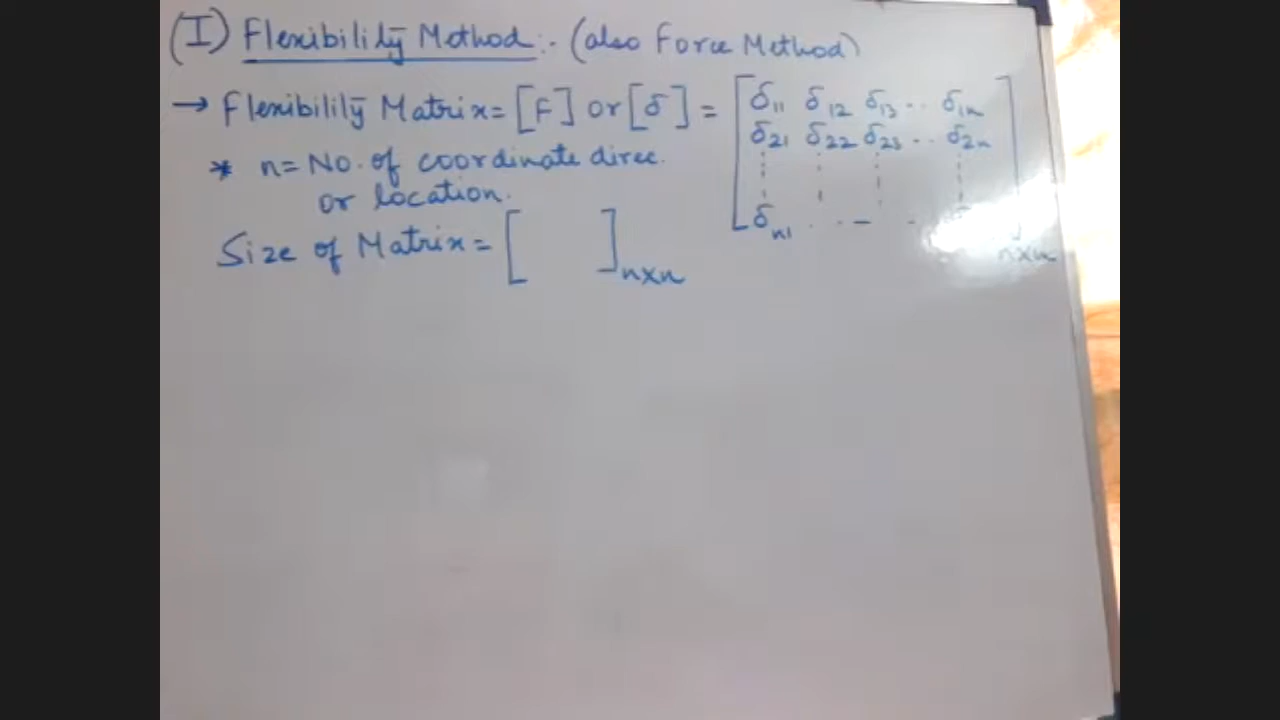 (I) Flexibility Method :- (also Force Method)
→ Flexibility Matrix = [F] or [δ] = [δ11 δ12 δ13 .. δ1n
δ21 δ22 δ23 .. δ2n
* n = No. of coordinate direc.
or location.
δn1 . . – .
]n×n
Size of Matrix = [ ]n×n